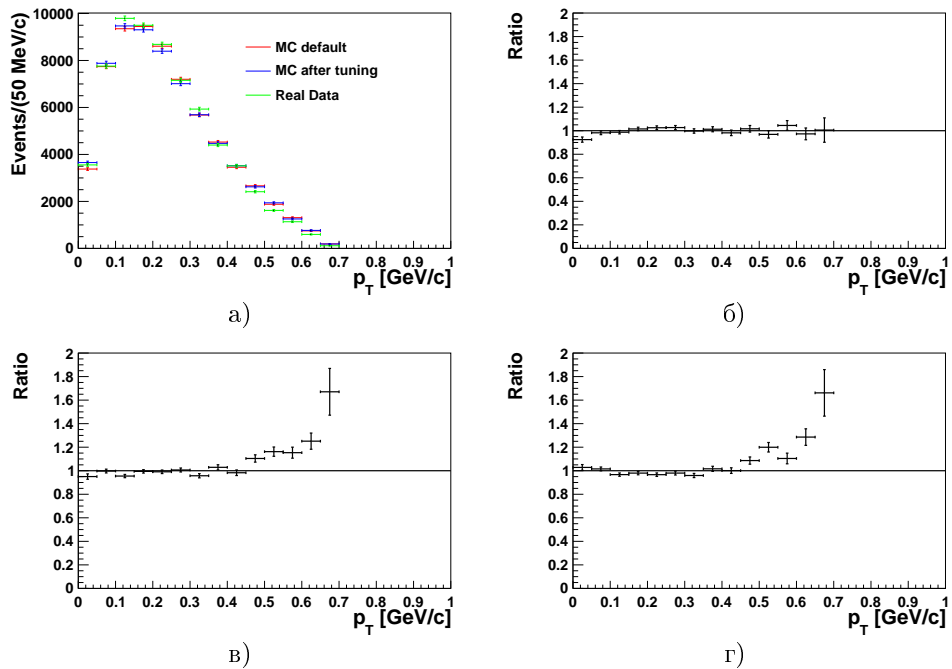 Events/(50 MeV/c)
10000
8000
6000
4000
2000
0
MC default
MC after tuning
Real Data
0 0.1 0.2 0.3 0.4 0.5 0.6 0.7 0.8 0.9 1
p_T [GeV/c]
а)
Ratio
2
1.8
1.6
1.4
1.2
1
0.8
0.6
0.4
0.2
0
0 0.1 0.2 0.3 0.4 0.5 0.6 0.7 0.8 0.9 1
p_T [GeV/c]
б)
Ratio
2
1.8
1.6
1.4
1.2
1
0.8
0.6
0.4
0.2
0
0 0.1 0.2 0.3 0.4 0.5 0.6 0.7 0.8 0.9 1
p_T [GeV/c]
в)
Ratio
2
1.8
1.6
1.4
1.2
1
0.8
0.6
0.4
0.2
0
0 0.1 0.2 0.3 0.4 0.5 0.6 0.7 0.8 0.9 1
p_T [GeV/c]
г)